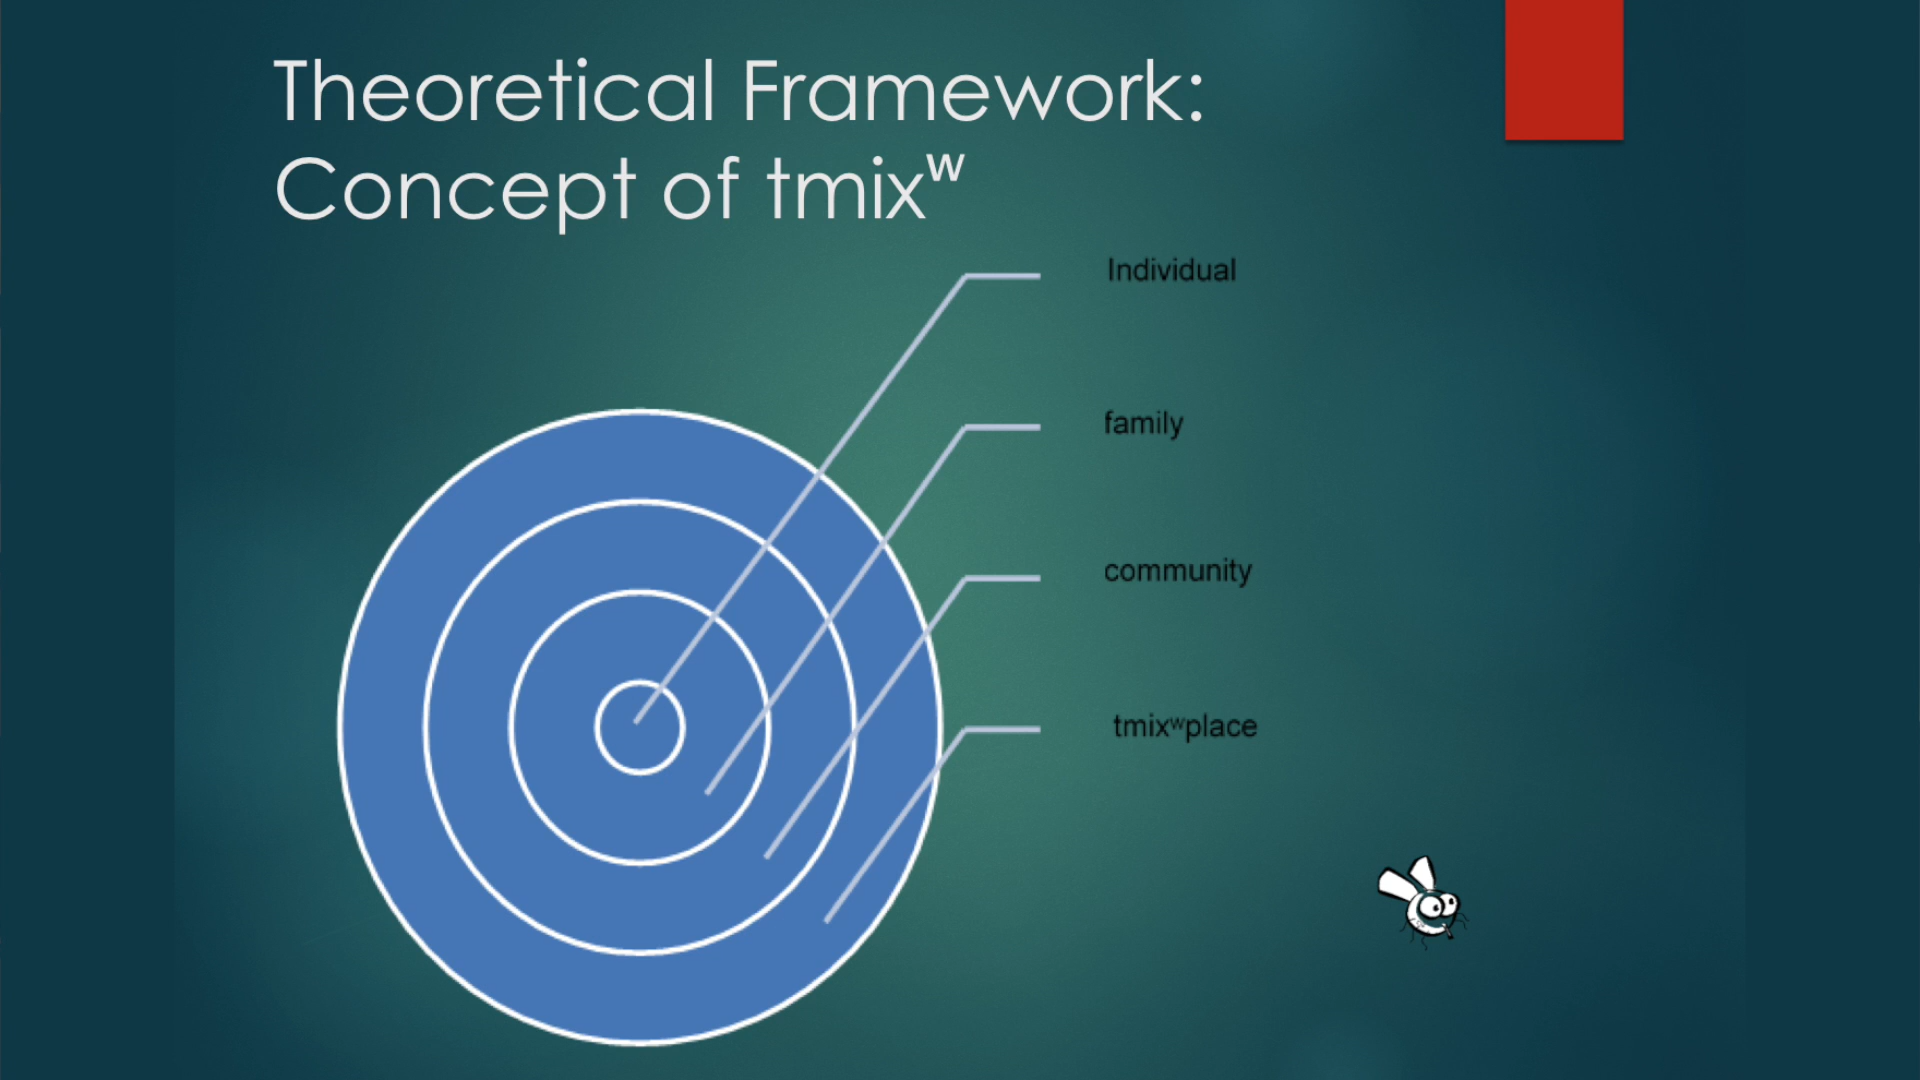 Theoretical Framework:
Concept of tmixʷ
Individual
family
community
tmixʷplace